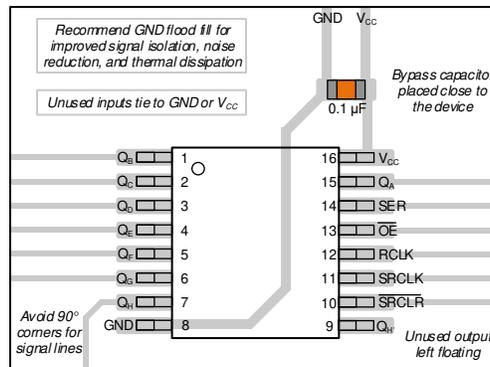 GND VCC
Recommend GND flood fill for
improved signal isolation, noise
reduction, and thermal dissipation
Unused inputs tie to GND or VCC
Bypass capacito
placed close to
the device
0.1 µF
QB 1 16 VCC
QC 2 15 QA
QD 3 14 SER
QE 4 13 OE
QF 5 12 RCLK
QG 6 11 SRCLK
QH 7 10 SRCLR
GND 8 9 QH'
Avoid 90°
corners for
signal lines
Unused output
left floating